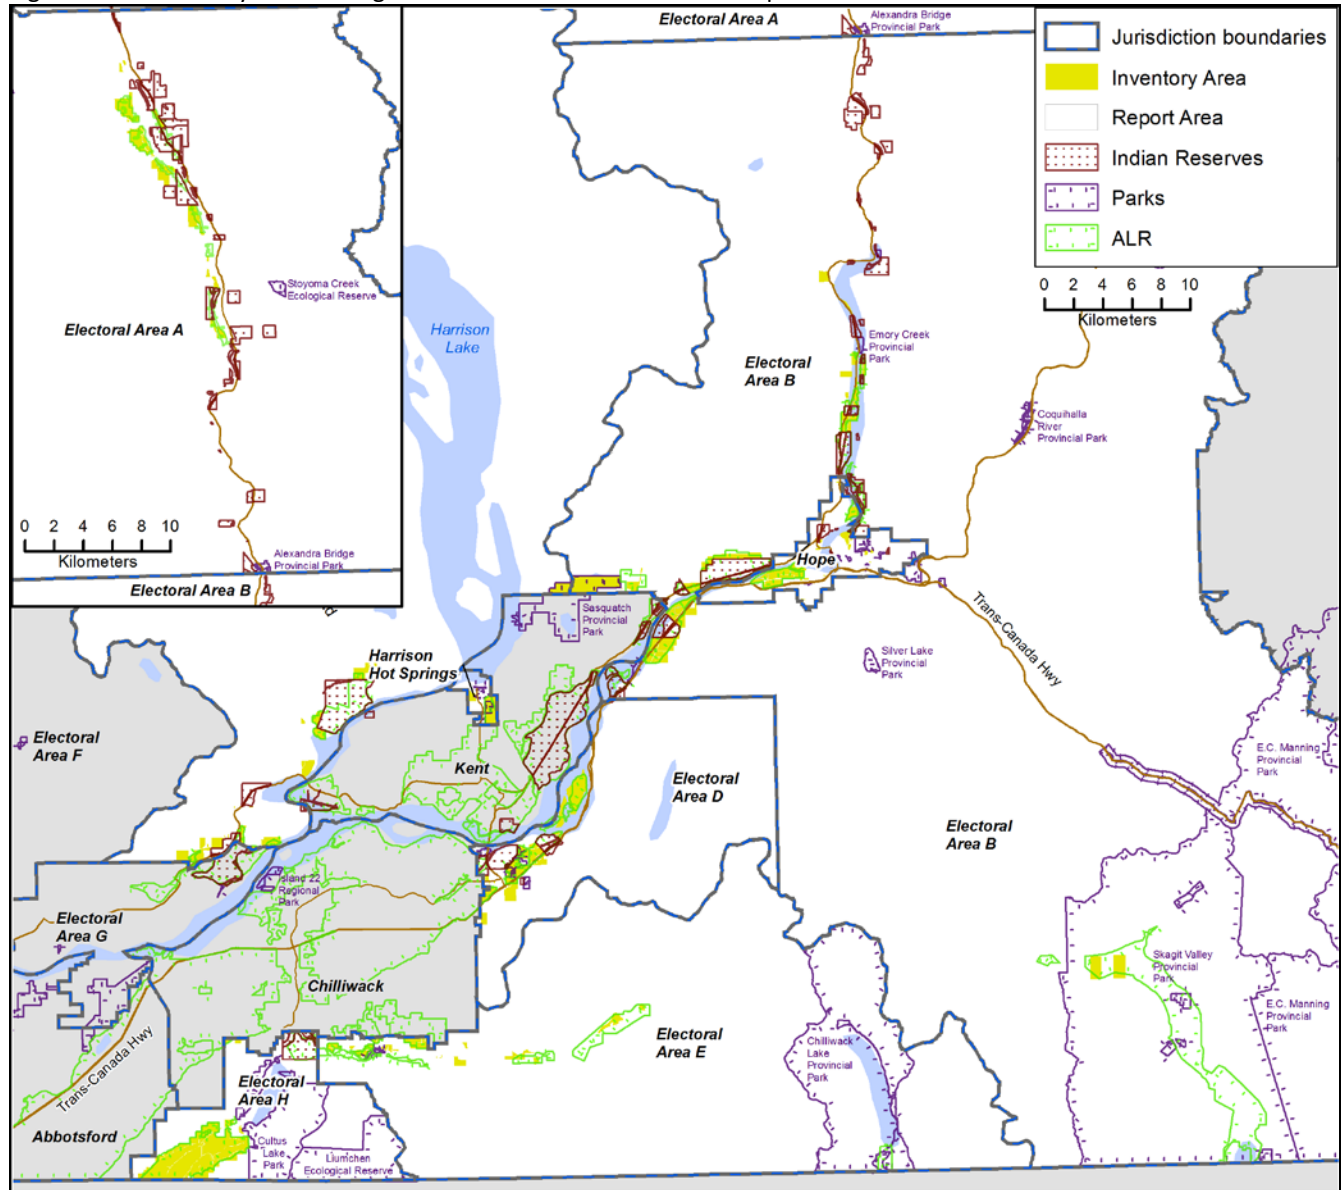 Electoral Area A
Alexandra Bridge
Provincial Park
Jurisdiction boundaries
Inventory Area
Report Area
Indian Reserves
Parks
ALR
0 2 4 6 8 10
Kilometers
Stoyoma Creek
Ecological Reserve
Electoral Area A
0 2 4 6 8 10
Kilometers
Alexandra Bridge
Provincial Park
Electoral Area B
Harrison
Lake
Emory Creek
Provincial
Park
Electoral
Area B
Coquihalla
River
Provincial Park
Hope
Sasquatch
Provincial
Park
Trans-Canada Hwy
Harrison
Hot Springs
Silver Lake
Provincial
Park
Electoral
Area F
E.C. Manning
Provincial
Park
Kent
Electoral
Area D
Electoral
Area B
Island 22
Regional
Park
Electoral
Area G
Skagit Valley
Provincial
Park
Chilliwack
E.C. Manning
Provincial
Park
Electoral
Area E
Chilliwack
Lake
Provincial
Park
Trans-Canada Hwy
Electoral
Area H
Abbotsford
Cultus
Lake
Park
Liumchen
Ecological Reserve